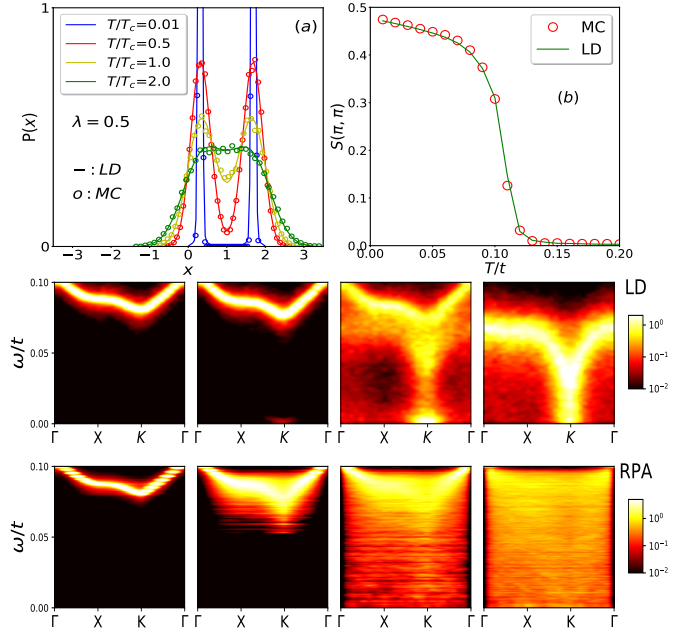 1
T/T_c=0.01
T/T_c=0.5
T/T_c=1.0
T/T_c=2.0
(a)
P(x)
λ = 0.5
– : LD
o : MC
0
−3 −2 −1 0 1 2 3
x
0.5
0.4
0.3
0.2
0.1
0.0
S(π, π)
MC
LD
(b)
0.00 0.05 0.10 0.15 0.20
T/t
LD
0.10
0.05
0.00
ω/t
Γ X K Γ Γ X K Γ Γ X K Γ Γ X K Γ
10^0
10^−1
10^−2
RPA
0.10
0.05
0.00
ω/t
Γ X K Γ Γ X K Γ Γ X K Γ Γ X K Γ
10^0
10^−1
10^−2